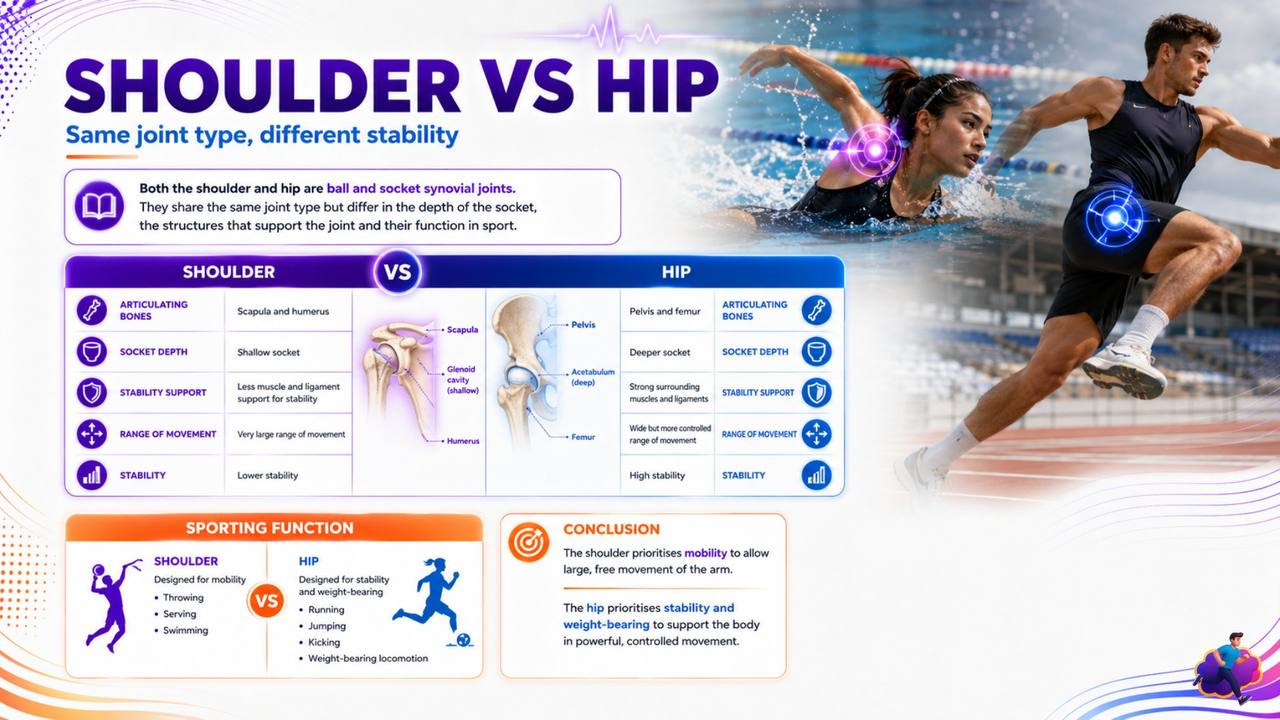 SHOULDER VS HIP
Same joint type, different stability
Both the shoulder and hip are ball and socket synovial joints.
They share the same joint type but differ in the depth of the socket,
the structures that support the joint and their function in sport.
SHOULDER
VS
HIP
ARTICULATING
BONES
Scapula and humerus
SOCKET DEPTH
Shallow socket
STABILITY SUPPORT
Less muscle and ligament
support for stability
RANGE OF MOVEMENT
Very large range of movement
STABILITY
Lower stability
Scapula
Glenoid
cavity
(shallow)
Humerus
Pelvis
Acetabulum
(deep)
Femur
Pelvis and femur
ARTICULATING
BONES
Deeper socket
SOCKET DEPTH
Strong surrounding
muscles and ligaments
STABILITY SUPPORT
Wide but more controlled
range of movement
RANGE OF MOVEMENT
High stability
STABILITY
SPORTING FUNCTION
SHOULDER
Designed for mobility
• Throwing
• Serving
• Swimming
VS
HIP
Designed for stability
and weight-bearing
• Running
• Jumping
• Kicking
• Weight-bearing locomotion
CONCLUSION
The shoulder prioritises mobility to allow
large, free movement of the arm.
The hip prioritises stability and
weight-bearing to support the body
in powerful, controlled movement.